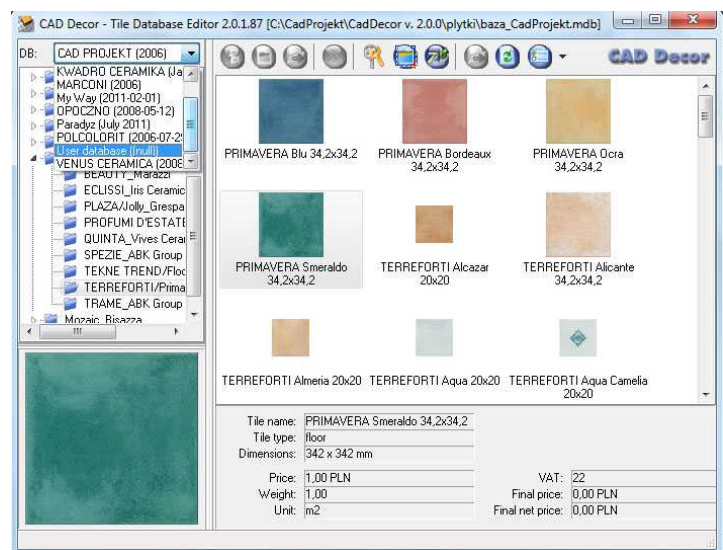 CAD Decor - Tile Database Editor 2.0.1.87 [C:\CadProjekt\CadDecor v. 2.0.0\plytki\baza_CadProjekt.mdb]
DB: CAD PROJEKT (2006)
CAD Decor
KWADRO CERAMIKA (Ja
MARCONI (2006)
My Way (2011-02-01)
OPOCZNO (2008-05-12)
Paradyz (July 2011)
POLCOLORIT (2006-07-2
User database ((null))
VENUS CERAMICA (2008
BEAUTY_Marazzi
ECLISSI_Iris Ceramic
PLAZA/Jolly_Grespa
PROFUMI D'ESTATE
QUINTA_Vives Cerar
SPEZIE_ABK Group
TEKNE TREND/Floo
TERREFORTI/Prima
TRAME_ABK Group
Mozaic_Bisazza
PRIMAVERA Blu 34,2x34,2
PRIMAVERA Bordeaux
34,2x34,2
PRIMAVERA Ocra
34,2x34,2
PRIMAVERA Smeraldo
34,2x34,2
TERREFORTI Alcazar
20x20
TERREFORTI Alicante
34,2x34,2
TERREFORTI Almeria 20x20
TERREFORTI Aqua 20x20
TERREFORTI Aqua Camelia
20x20
Tile name: PRIMAVERA Smeraldo 34,2x34,2
Tile type: floor
Dimensions: 342 x 342 mm
Price: 1,00 PLN
VAT: 22
Weight: 1,00
Final price: 0,00 PLN
Unit: m2
Final net price: 0,00 PLN